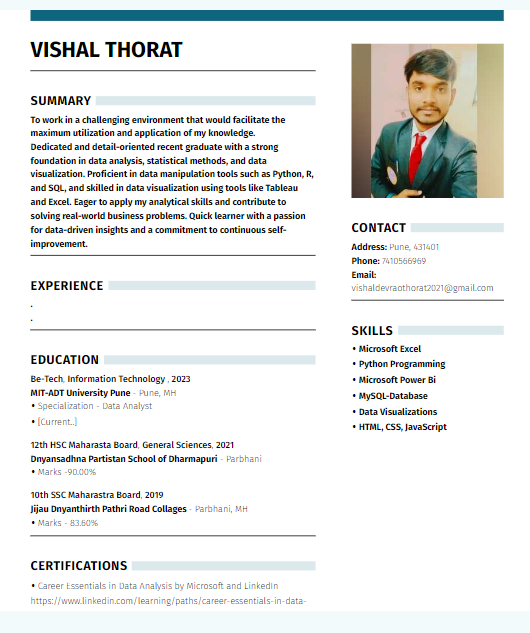 VISHAL THORAT
SUMMARY
To work in a challenging environment that would facilitate the
maximum utilization and application of my knowledge.
Dedicated and detail-oriented recent graduate with a strong
foundation in data analysis, statistical methods, and data
visualization. Proficient in data manipulation tools such as Python, R,
and SQL, and skilled in data visualization using tools like Tableau
and Excel. Eager to apply my analytical skills and contribute to
solving real-world business problems. Quick learner with a passion
for data-driven insights and a commitment to continuous self-
improvement.
EXPERIENCE
.
.
EDUCATION
Be-Tech, Information Technology , 2023
MIT-ADT University Pune - Pune, MH
• Specialization - Data Analyst
• [Current..]
12th HSC Maharasta Board, General Sciences, 2021
Dnyansadhna Partistan School of Dharmapuri - Parbhani
• Marks -90.00%
10th SSC Maharastra Board, 2019
Jijau Dnyanthirth Pathri Road Collages - Parbhani, MH
• Marks - 83.60%
CERTIFICATIONS
• Career Essentials in Data Analysis by Microsoft and LinkedIn
https://www.linkedin.com/learning/paths/career-essentials-in-data-
CONTACT
Address: Pune, 431401
Phone: 7410566969
Email:
vishaldevraothorat2021@gmail.com
SKILLS
• Microsoft Excel
• Python Programming
• Microsoft Power Bi
• MySQL-Database
• Data Visualizations
• HTML, CSS, JavaScript